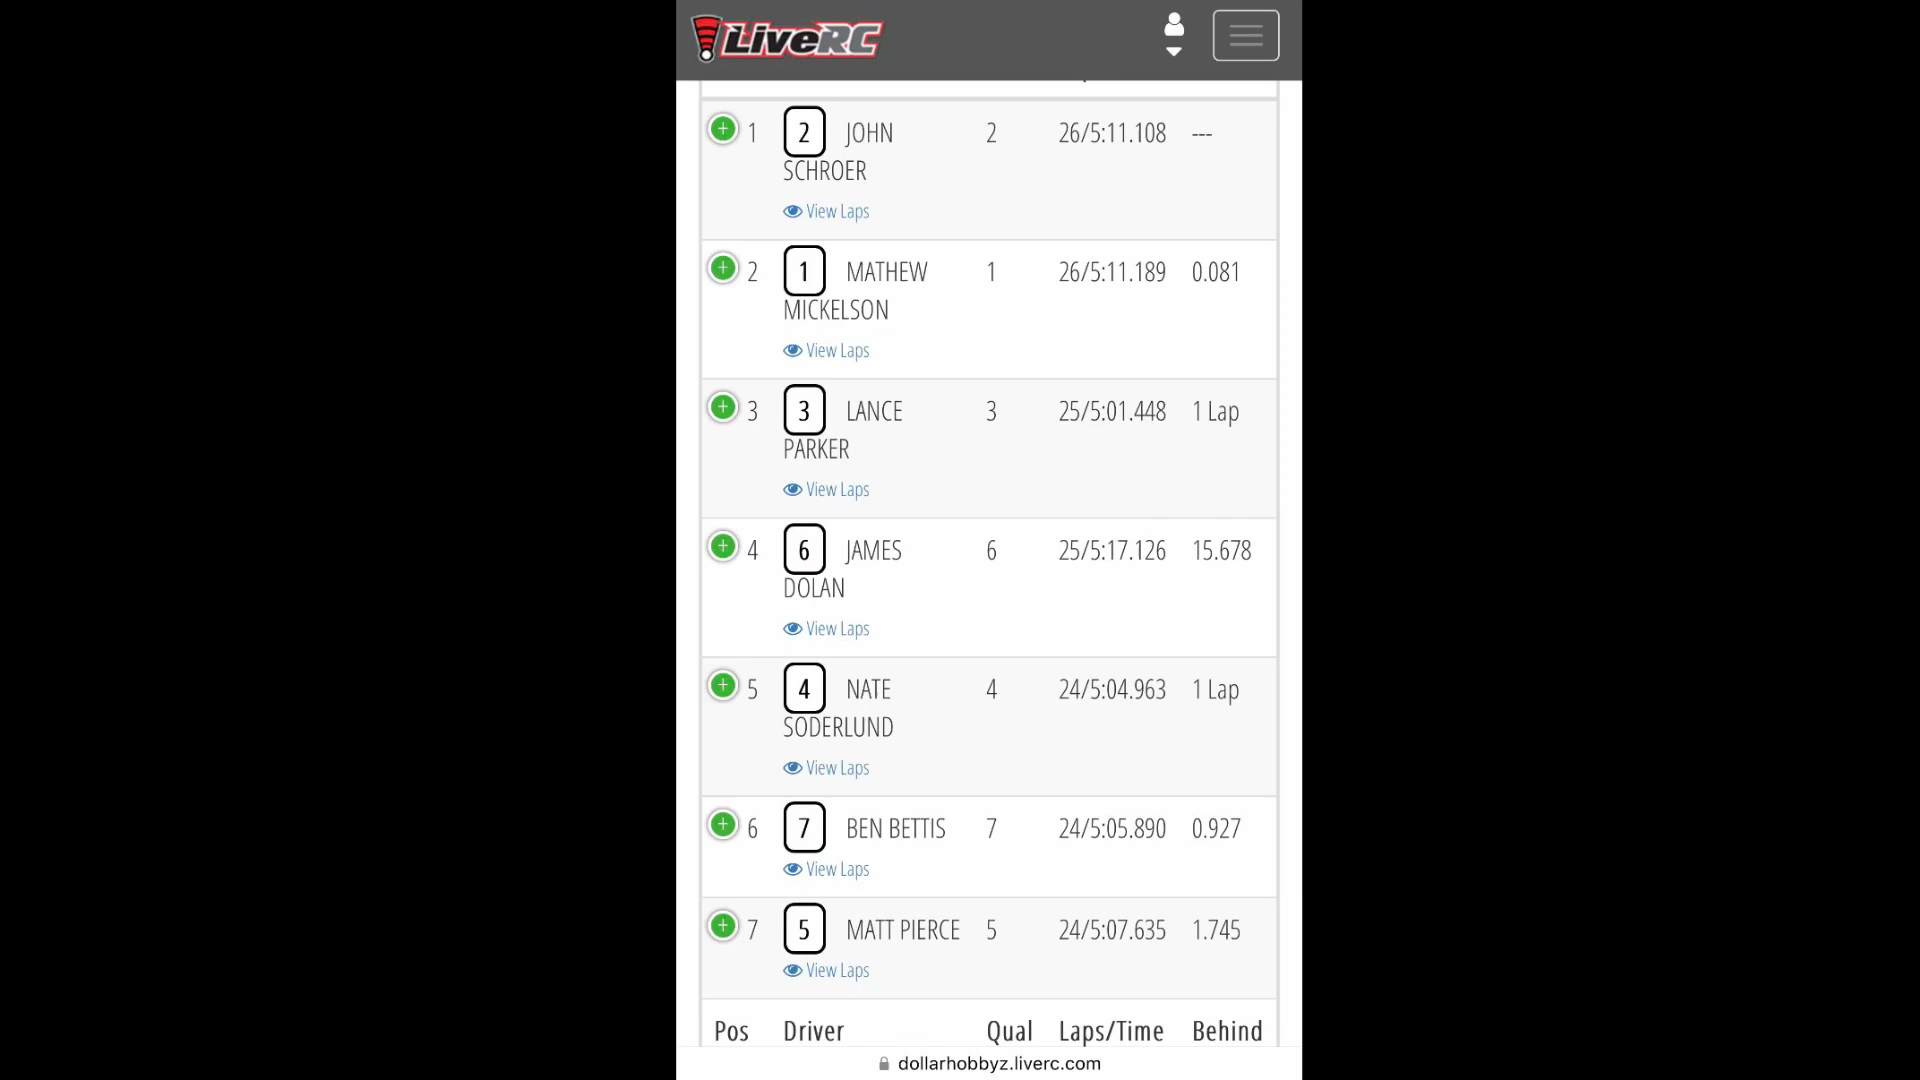 LiveRC
1 2 JOHN SCHROER 2 26/5:11.108 ---
View Laps
2 1 MATHEW MICKELSON 1 26/5:11.189 0.081
View Laps
3 3 LANCE PARKER 3 25/5:01.448 1 Lap
View Laps
4 6 JAMES DOLAN 6 25/5:17.126 15.678
View Laps
5 4 NATE SODERLUND 4 24/5:04.963 1 Lap
View Laps
6 7 BEN BETTIS 7 24/5:05.890 0.927
View Laps
7 5 MATT PIERCE 5 24/5:07.635 1.745
View Laps
Pos Driver Qual Laps/Time Behind
dollarhobbyz.liverc.com